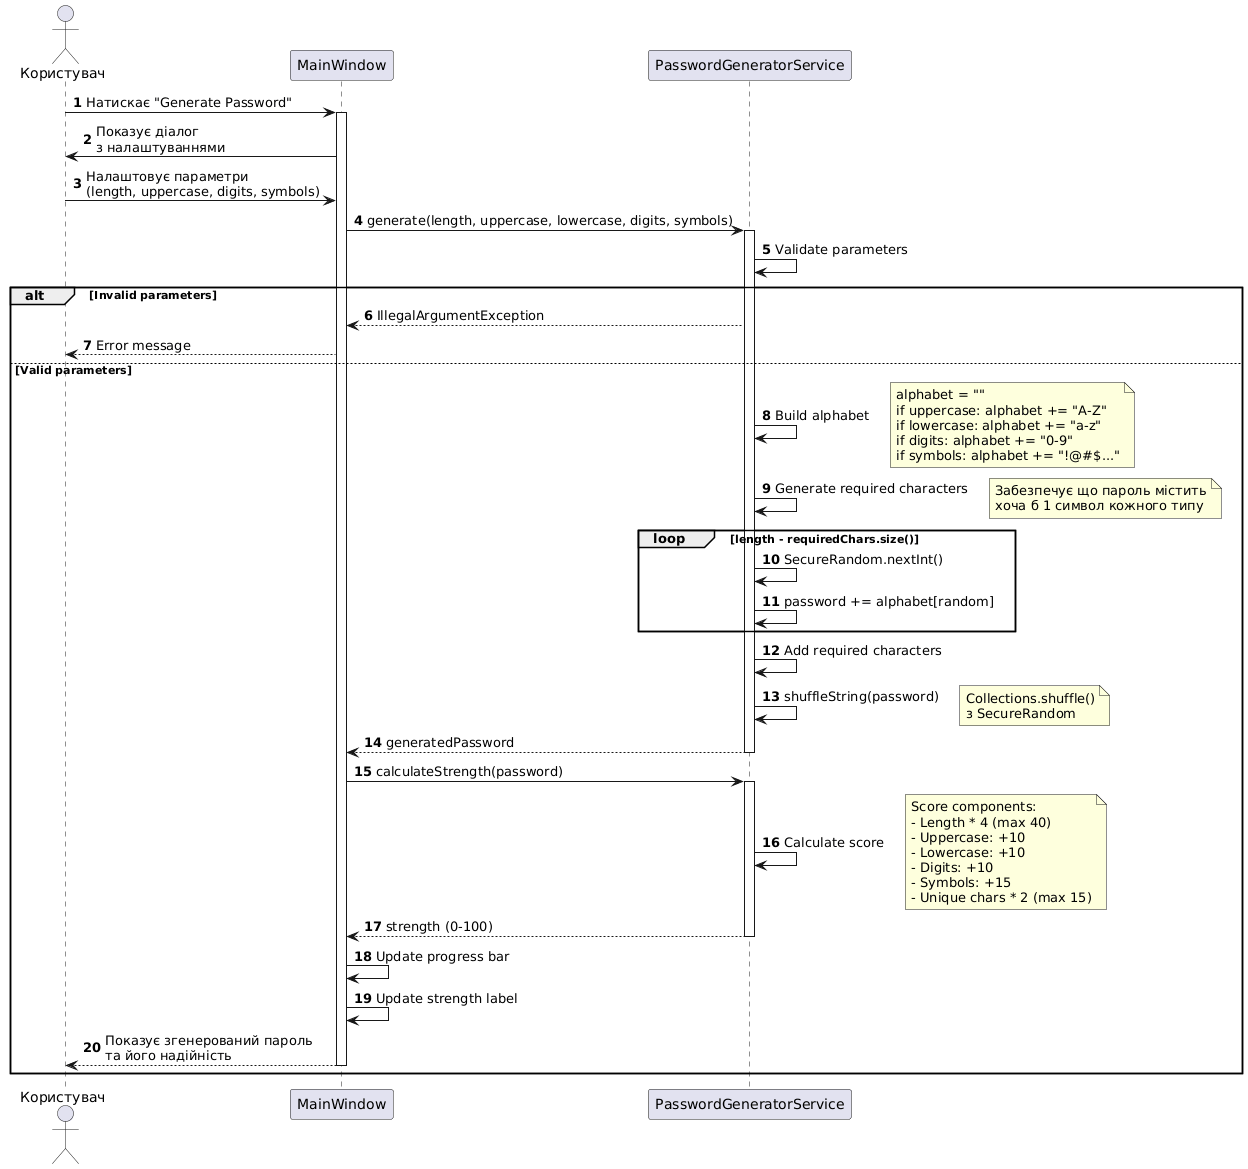 Користувач
MainWindow
PasswordGeneratorService
1 Натискає "Generate Password"
2 Показує діалог
з налаштуваннями
3 Налаштовує параметри
(length, uppercase, digits, symbols)
4 generate(length, uppercase, lowercase, digits, symbols)
5 Validate parameters
alt [Invalid parameters]
6 IllegalArgumentException
7 Error message
[Valid parameters]
8 Build alphabet
alphabet = ""
if uppercase: alphabet += "A-Z"
if lowercase: alphabet += "a-z"
if digits: alphabet += "0-9"
if symbols: alphabet += "!@#$..."
9 Generate required characters
Забезпечує що пароль містить
хоча б 1 символ кожного типу
loop [length - requiredChars.size()]
10 SecureRandom.nextInt()
11 password += alphabet[random]
12 Add required characters
13 shuffleString(password)
Collections.shuffle()
з SecureRandom
14 generatedPassword
15 calculateStrength(password)
16 Calculate score
Score components:
- Length * 4 (max 40)
- Uppercase: +10
- Lowercase: +10
- Digits: +10
- Symbols: +15
- Unique chars * 2 (max 15)
17 strength (0-100)
18 Update progress bar
19 Update strength label
20 Показує згенерований пароль
та його надійність
Користувач
MainWindow
PasswordGeneratorService